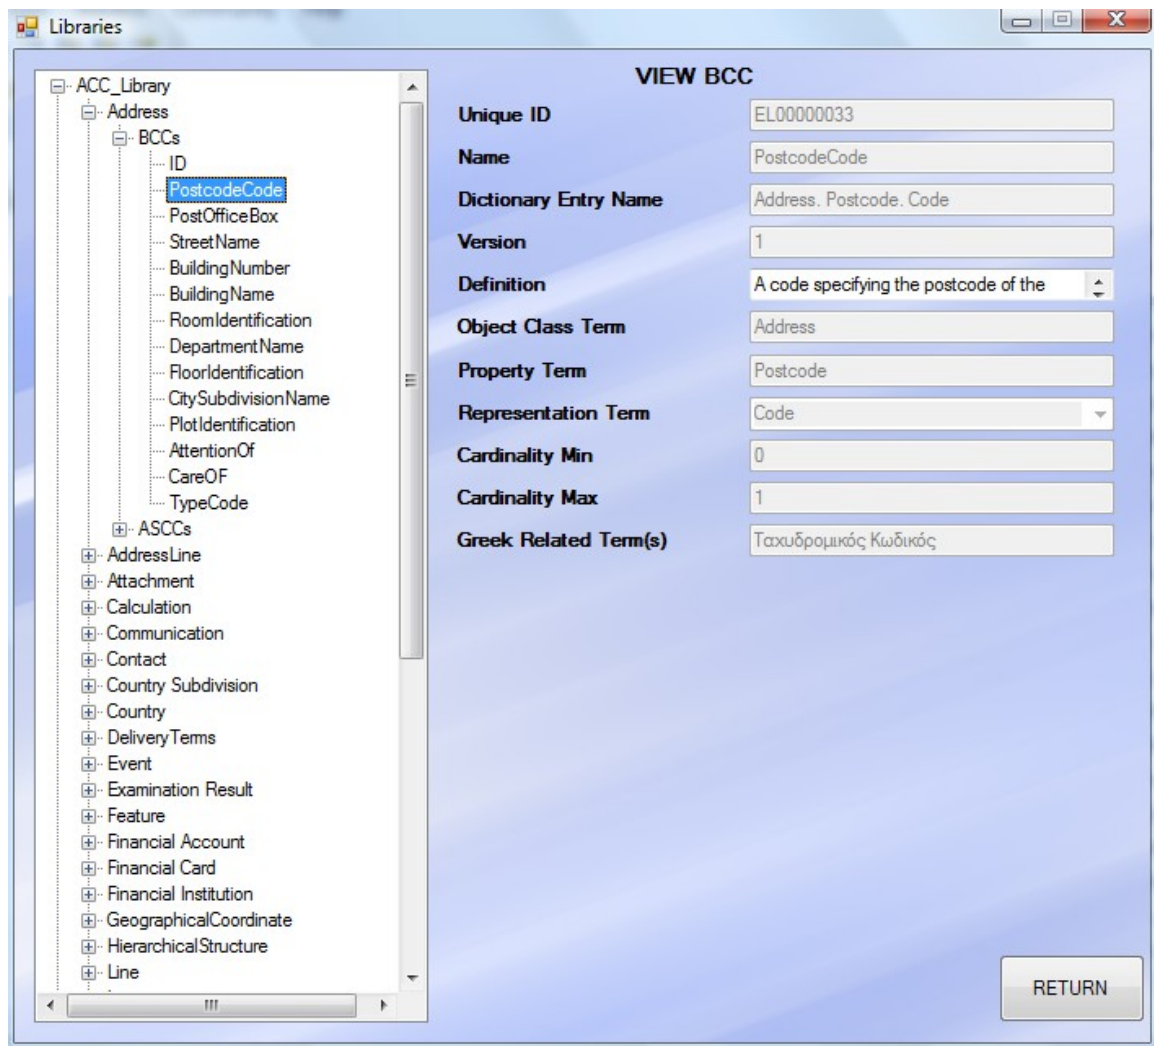 Libraries
ACC_Library
Address
BCCs
ID
PostcodeCode
PostOfficeBox
StreetName
BuildingNumber
BuildingName
RoomIdentification
DepartmentName
FloorIdentification
CitySubdivisionName
PlotIdentification
AttentionOf
CareOF
TypeCode
ASCCs
AddressLine
Attachment
Calculation
Communication
Contact
Country Subdivision
Country
DeliveryTerms
Event
Examination Result
Feature
Financial Account
Financial Card
Financial Institution
GeographicalCoordinate
HierarchicalStructure
Line
VIEW BCC
Unique ID EL00000033
Name PostcodeCode
Dictionary Entry Name Address. Postcode. Code
Version 1
Definition A code specifying the postcode of the
Object Class Term Address
Property Term Postcode
Representation Term Code
Cardinality Min 0
Cardinality Max 1
Greek Related Term(s) Ταχυδρομικός Κωδικός
RETURN